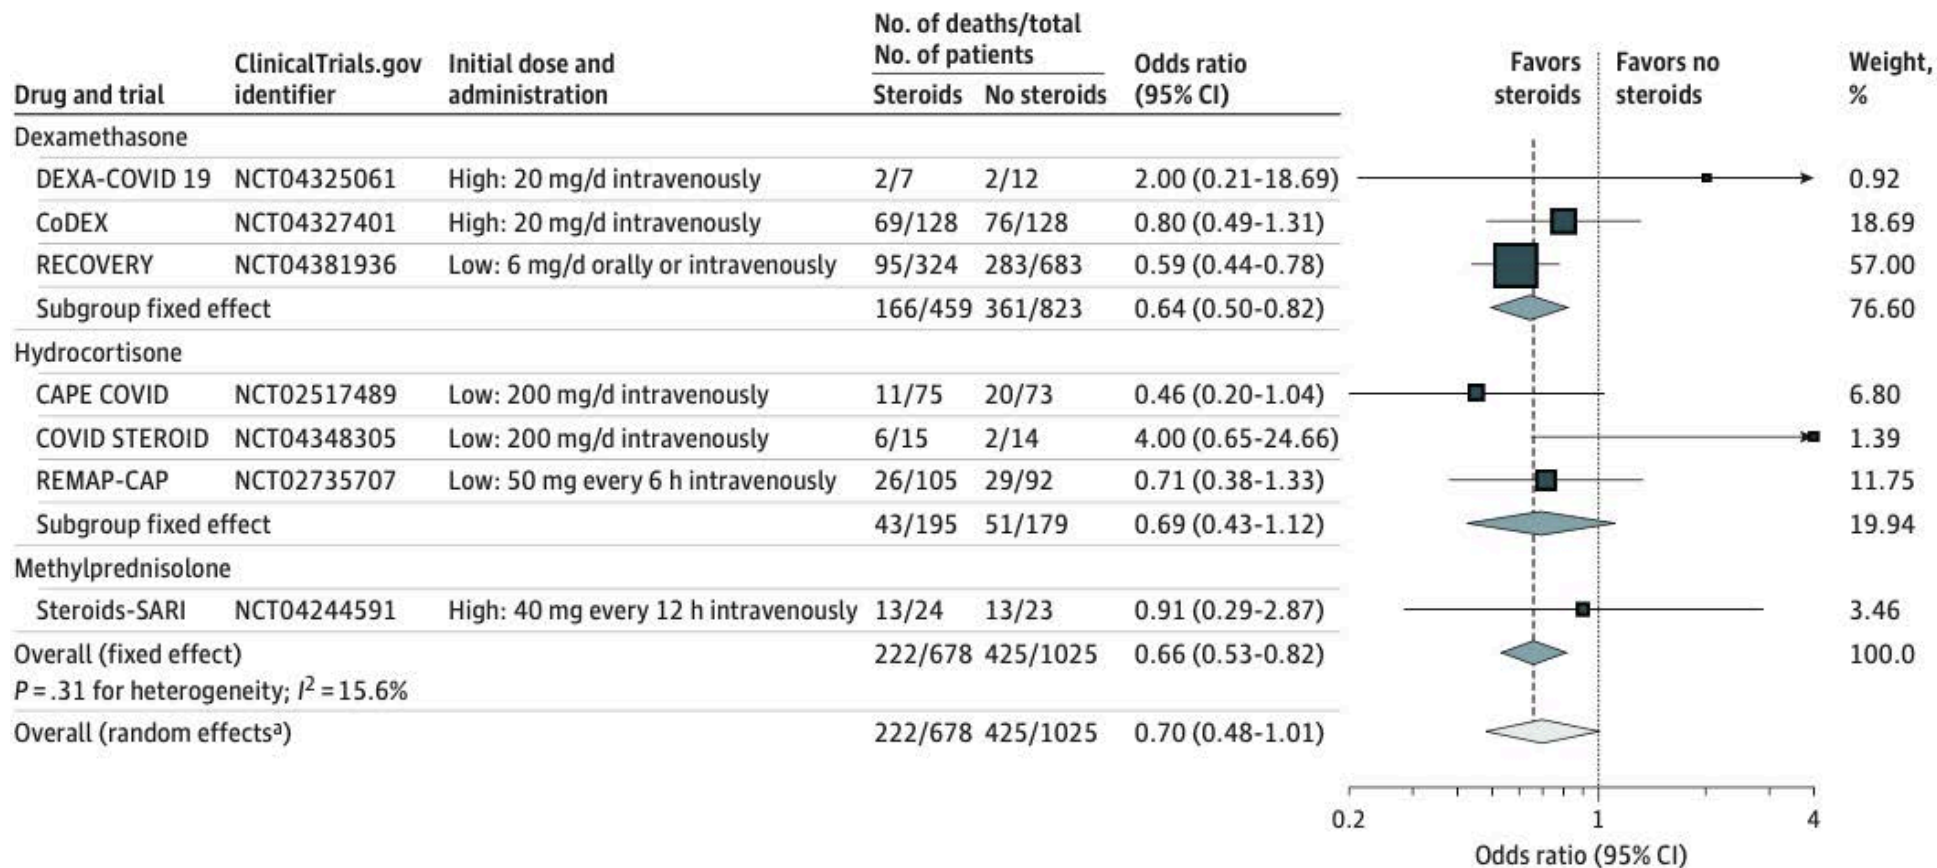 No. of deaths/total
No. of patients
Drug and trial ClinicalTrials.gov identifier Initial dose and administration Steroids No steroids Odds ratio (95% CI) Favors steroids Favors no steroids Weight, %
Dexamethasone
DEXA-COVID 19 NCT04325061 High: 20 mg/d intravenously 2/7 2/12 2.00 (0.21-18.69) 0.92
CoDEX NCT04327401 High: 20 mg/d intravenously 69/128 76/128 0.80 (0.49-1.31) 18.69
RECOVERY NCT04381936 Low: 6 mg/d orally or intravenously 95/324 283/683 0.59 (0.44-0.78) 57.00
Subgroup fixed effect 166/459 361/823 0.64 (0.50-0.82) 76.60
Hydrocortisone
CAPE COVID NCT02517489 Low: 200 mg/d intravenously 11/75 20/73 0.46 (0.20-1.04) 6.80
COVID STEROID NCT04348305 Low: 200 mg/d intravenously 6/15 2/14 4.00 (0.65-24.66) 1.39
REMAP-CAP NCT02735707 Low: 50 mg every 6 h intravenously 26/105 29/92 0.71 (0.38-1.33) 11.75
Subgroup fixed effect 43/195 51/179 0.69 (0.43-1.12) 19.94
Methylprednisolone
Steroids-SARI NCT04244591 High: 40 mg every 12 h intravenously 13/24 13/23 0.91 (0.29-2.87) 3.46
Overall (fixed effect) 222/678 425/1025 0.66 (0.53-0.82) 100.0
P = .31 for heterogeneity; I² = 15.6%
Overall (random effectsᵃ) 222/678 425/1025 0.70 (0.48-1.01)
0.2 1 4
Odds ratio (95% CI)